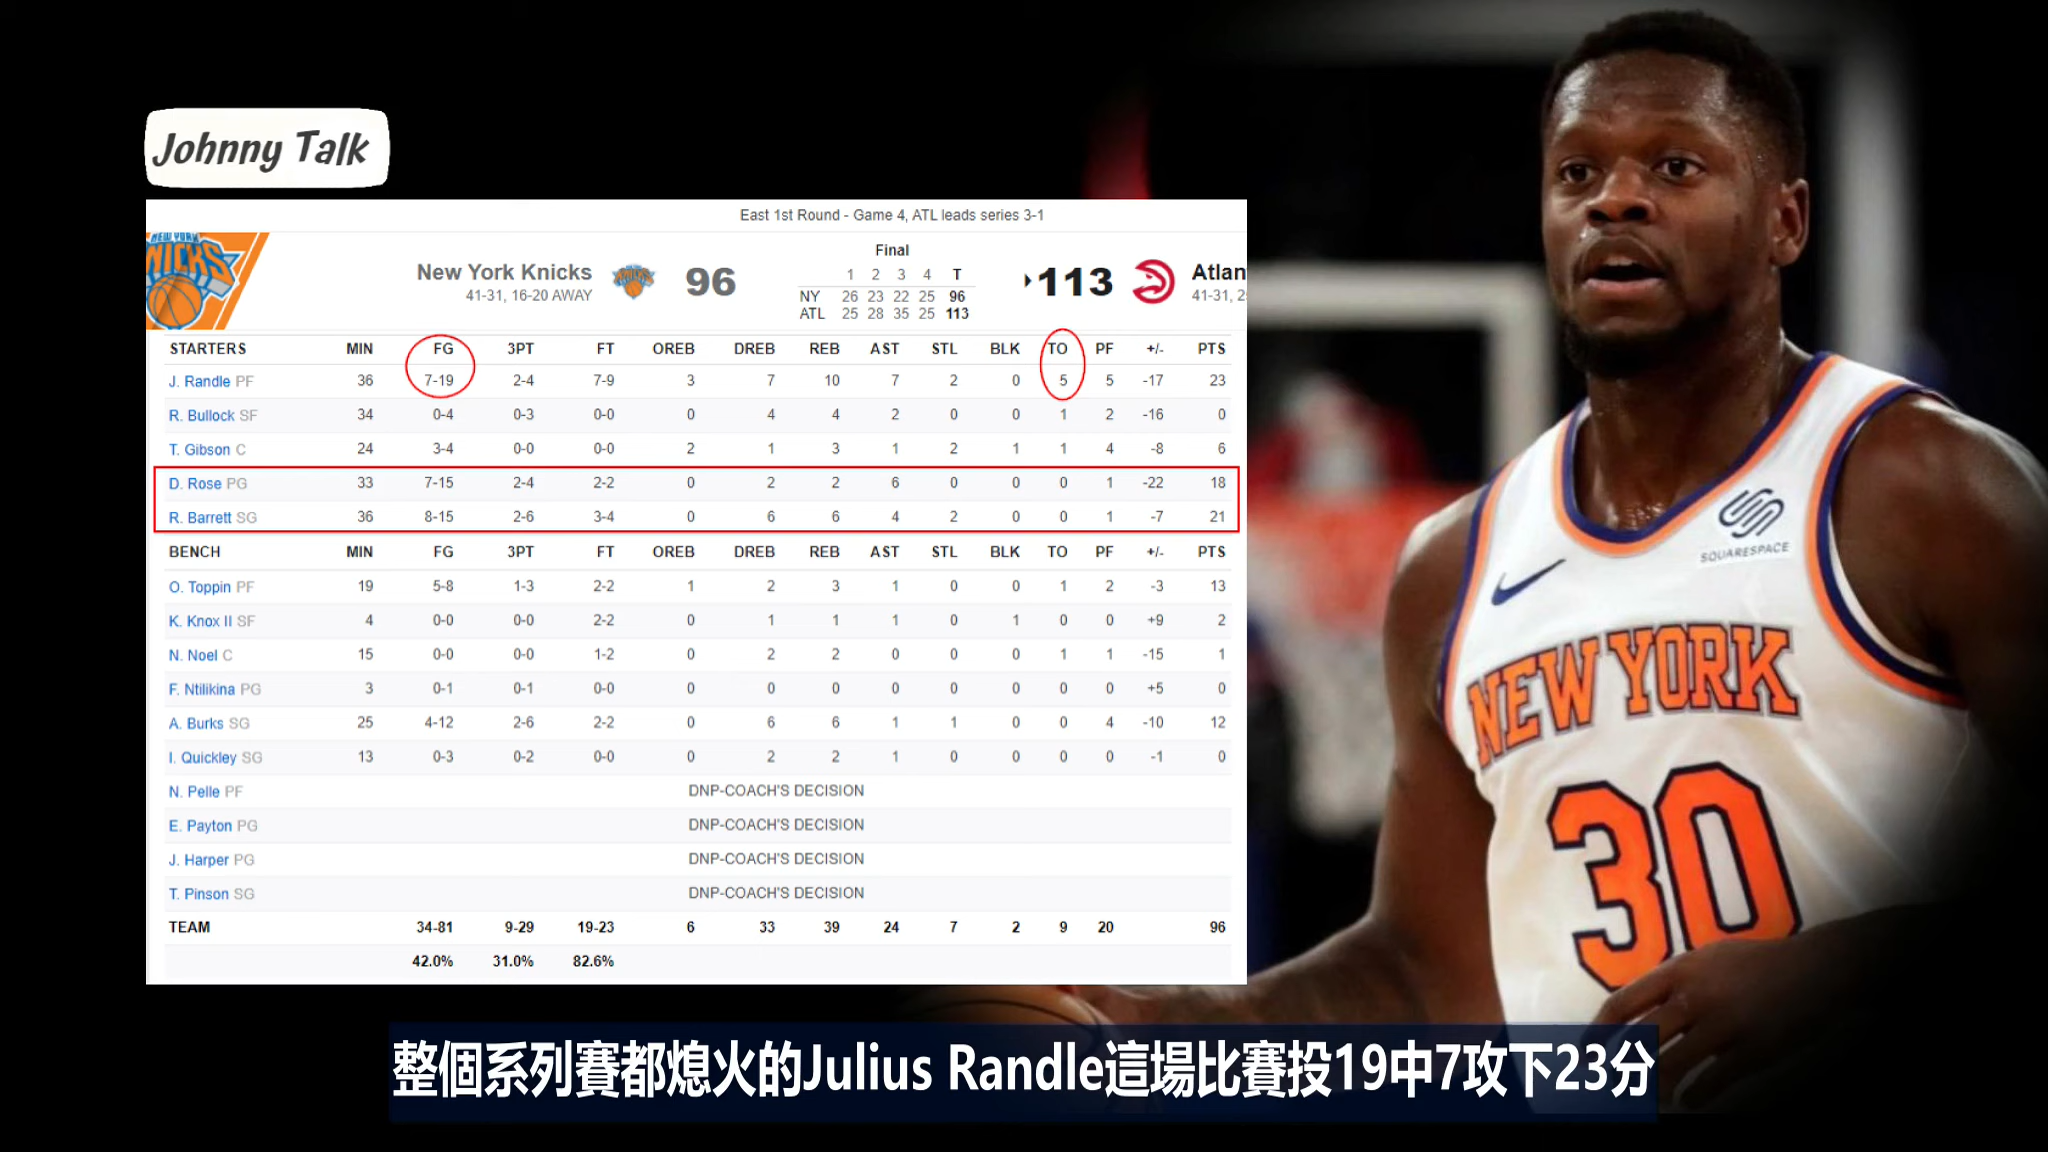 Johnny Talk
East 1st Round - Game 4, ATL leads series 3-1
NEW YORK
KNICKS
New York Knicks
41-31, 16-20 AWAY
96
Final
1 2 3 4 T
NY 26 23 22 25 96
ATL 25 28 35 25 113
113
Atlan
41-31, 2
STARTERS MIN FG 3PT FT OREB DREB REB AST STL BLK TO PF +/- PTS
J. Randle PF 36 7-19 2-4 7-9 3 7 10 7 2 0 5 5 -17 23
R. Bullock SF 34 0-4 0-3 0-0 0 4 4 2 0 0 1 2 -16 0
T. Gibson C 24 3-4 0-0 0-0 2 1 3 1 2 1 1 4 -8 6
D. Rose PG 33 7-15 2-4 2-2 0 2 2 6 0 0 0 1 -22 18
R. Barrett SG 36 8-15 2-6 3-4 0 6 6 4 2 0 0 1 -7 21
BENCH MIN FG 3PT FT OREB DREB REB AST STL BLK TO PF +/- PTS
O. Toppin PF 19 5-8 1-3 2-2 1 2 3 1 0 0 1 2 -3 13
K. Knox II SF 4 0-0 0-0 2-2 0 1 1 1 0 1 0 0 +9 2
N. Noel C 15 0-0 0-0 1-2 0 2 2 0 0 0 1 1 -15 1
F. Ntilikina PG 3 0-1 0-1 0-0 0 0 0 0 0 0 0 0 +5 0
A. Burks SG 25 4-12 2-6 2-2 0 6 6 1 1 0 0 4 -10 12
I. Quickley SG 13 0-3 0-2 0-0 0 2 2 1 0 0 0 0 -1 0
N. Pelle PF DNP-COACH'S DECISION
E. Payton PG DNP-COACH'S DECISION
J. Harper PG DNP-COACH'S DECISION
T. Pinson SG DNP-COACH'S DECISION
TEAM 34-81 9-29 19-23 6 33 39 24 7 2 9 20 96
42.0% 31.0% 82.6%
SQUARESPACE
NEW YORK
30
整個系列賽都熄火的Julius Randle這場比賽投19中7攻下23分